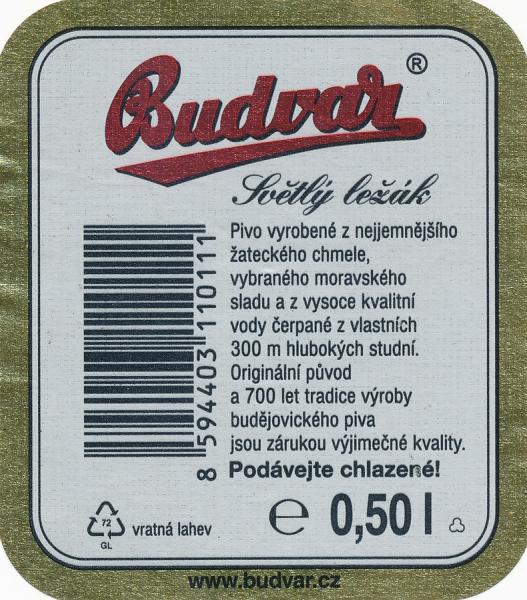 Budvar ®
Světlý ležák
Pivo vyrobené z nejjemnějšího
žateckého chmele,
vybraného moravského
sladu a z vysoce kvalitní
vody čerpané z vlastních
300 m hlubokých studní.
Originální původ
a 700 let tradice výroby
budějovického piva
jsou zárukou výjimečné kvality.
Podávejte chlazené!
8 594403 110111
72
GL
vratná lahev
℮ 0,50 l
www.budvar.cz